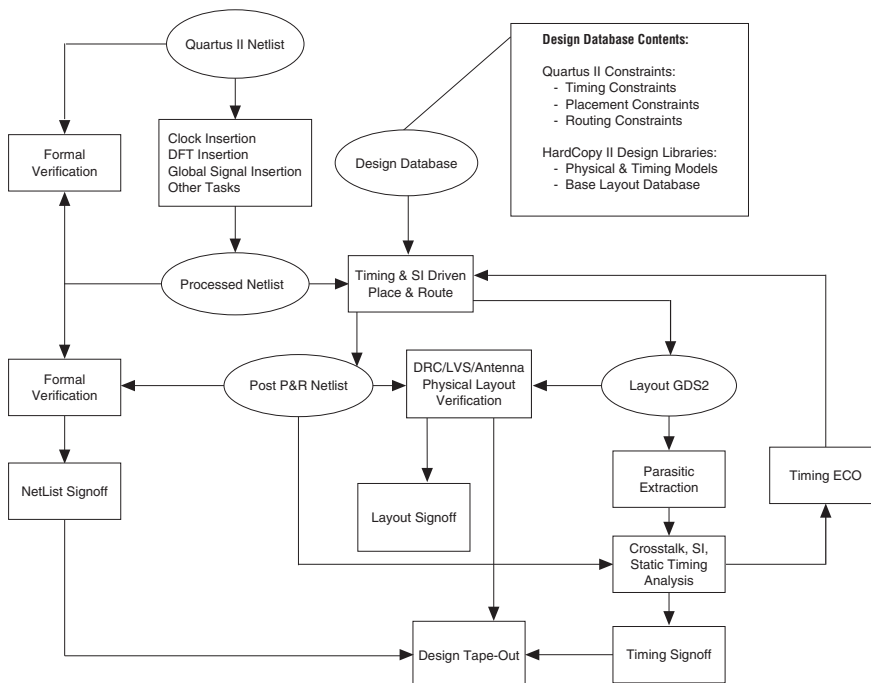 Quartus II Netlist
Design Database Contents:
Quartus II Constraints:
- Timing Constraints
- Placement Constraints
- Routing Constraints
HardCopy II Design Libraries:
- Physical & Timing Models
- Base Layout Database
Formal
Verification
Clock Insertion
DFT Insertion
Global Signal Insertion
Other Tasks
Design Database
Processed Netlist
Timing & SI Driven
Place & Route
Formal
Verification
Post P&R Netlist
DRC/LVS/Antenna
Physical Layout
Verification
Layout GDS2
NetList Signoff
Layout Signoff
Parasitic
Extraction
Timing ECO
Crosstalk, SI,
Static Timing
Analysis
Design Tape-Out
Timing Signoff